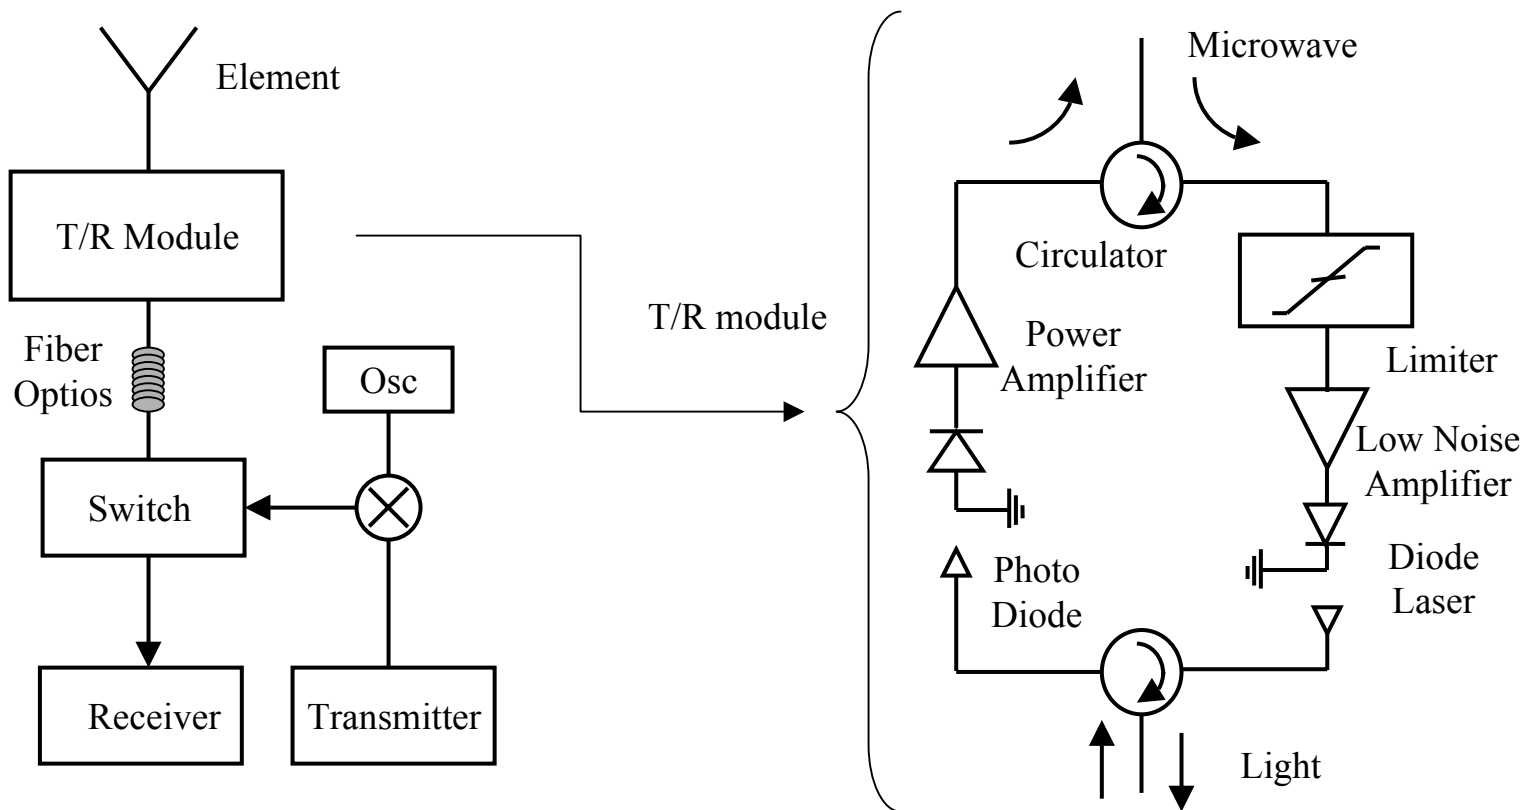 Element
T/R Module
Fiber
Optios
Osc
Switch
Receiver
Transmitter
T/R module
Microwave
Circulator
Power
Amplifier
Limiter
Low Noise
Amplifier
Photo
Diode
Diode
Laser
Light